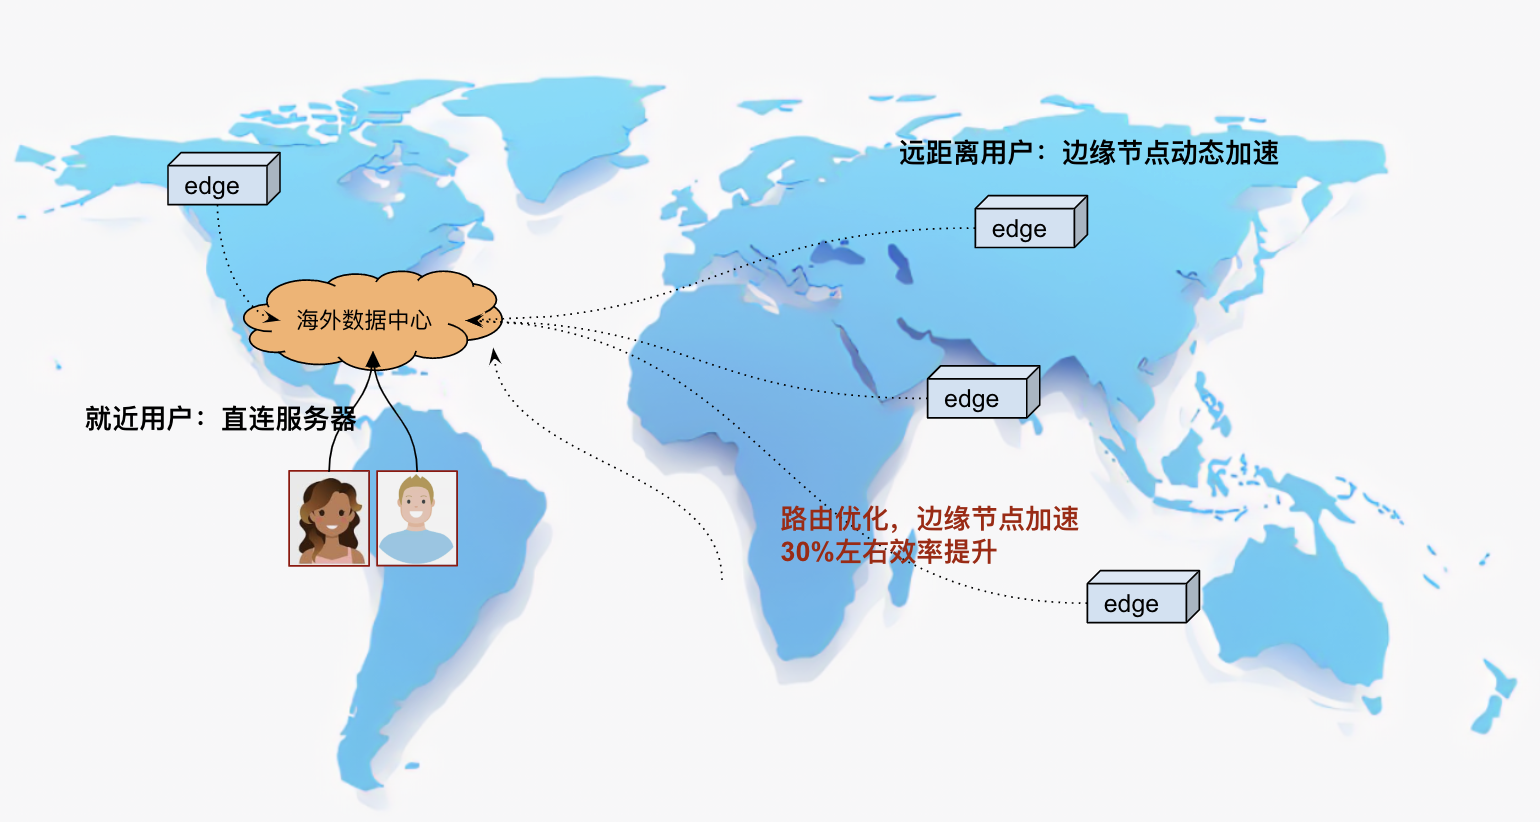 远距离用户：边缘节点动态加速
edge
edge
海外数据中心
edge
就近用户：直连服务器
路由优化，边缘节点加速
30%左右效率提升
edge